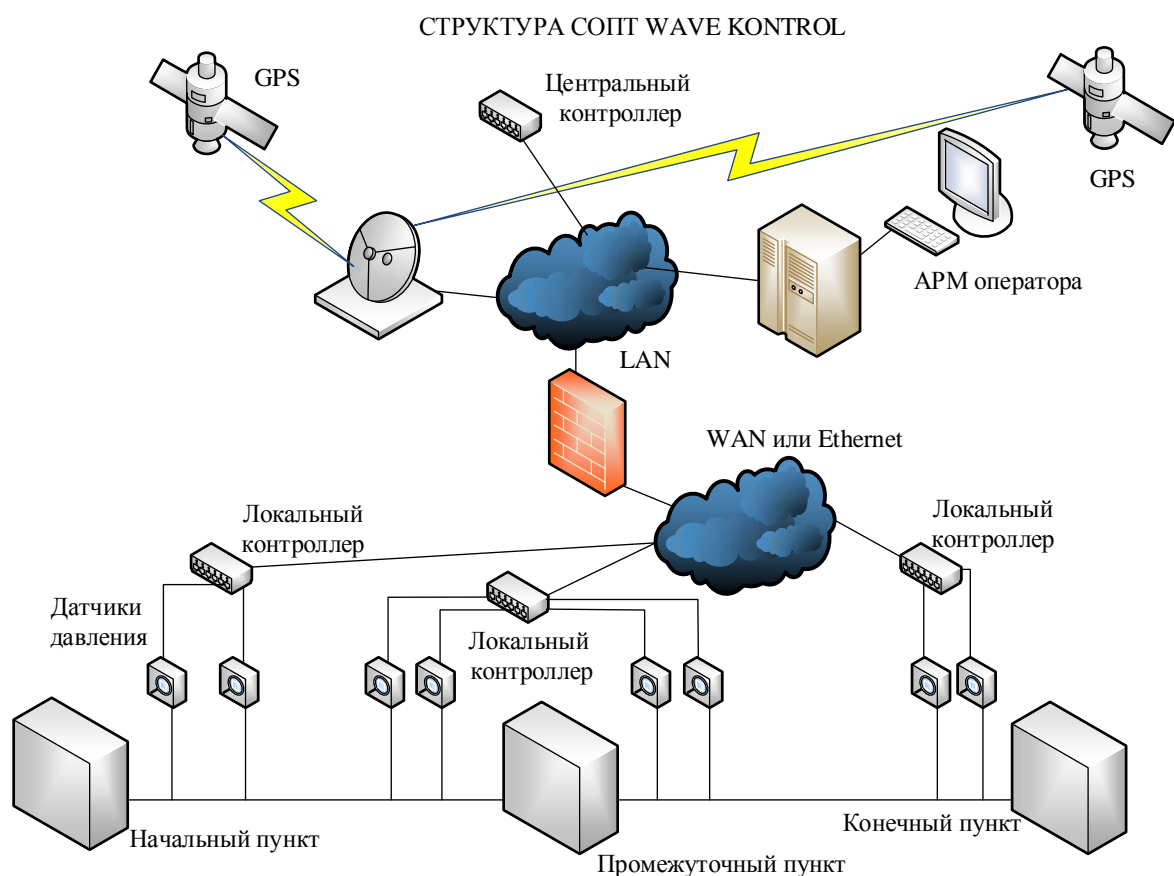 СТРУКТУРА СОПТ WAVE KONTROL
GPS
Центральный
контроллер
GPS
АРМ оператора
LAN
WAN или Ethernet
Локальный
контроллер
Локальный
контроллер
Датчики
давления
Локальный
контроллер
Начальный пункт
Промежуточный пункт
Конечный пункт